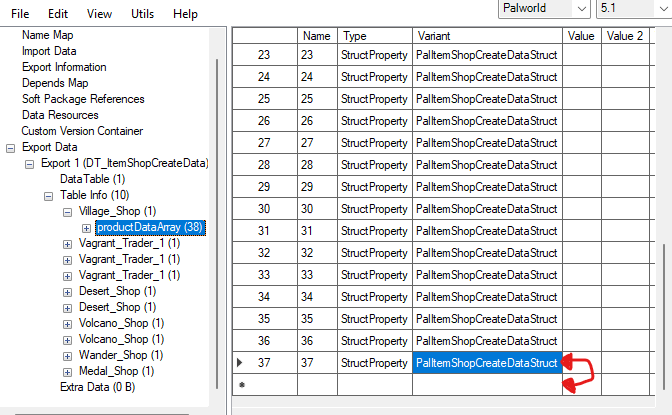 File View Utils Help Palworld 5.1
Name Map
Import Data
Export Information
Depends Map
Soft Package References
Data Resources
Custom Version Container
Export Data
Export 1 (DT_ItemShopCreateData)
DataTable (1)
Table Info (10)
Village_Shop (1)
productDataArray (38)
Vagrant_Trader_1 (1)
Vagrant_Trader_1 (1)
Vagrant_Trader_1 (1)
Desert_Shop (1)
Desert_Shop (1)
Volcano_Shop (1)
Volcano_Shop (1)
Wander_Shop (1)
Medal_Shop (1)
Extra Data (0 B)
Name Type Variant Value Value 2
23 23 StructProperty PalItemShopCreateDataStruct
24 24 StructProperty PalItemShopCreateDataStruct
25 25 StructProperty PalItemShopCreateDataStruct
26 26 StructProperty PalItemShopCreateDataStruct
27 27 StructProperty PalItemShopCreateDataStruct
28 28 StructProperty PalItemShopCreateDataStruct
29 29 StructProperty PalItemShopCreateDataStruct
30 30 StructProperty PalItemShopCreateDataStruct
31 31 StructProperty PalItemShopCreateDataStruct
32 32 StructProperty PalItemShopCreateDataStruct
33 33 StructProperty PalItemShopCreateDataStruct
34 34 StructProperty PalItemShopCreateDataStruct
35 35 StructProperty PalItemShopCreateDataStruct
36 36 StructProperty PalItemShopCreateDataStruct
37 37 StructProperty PalItemShopCreateDataStruct
*